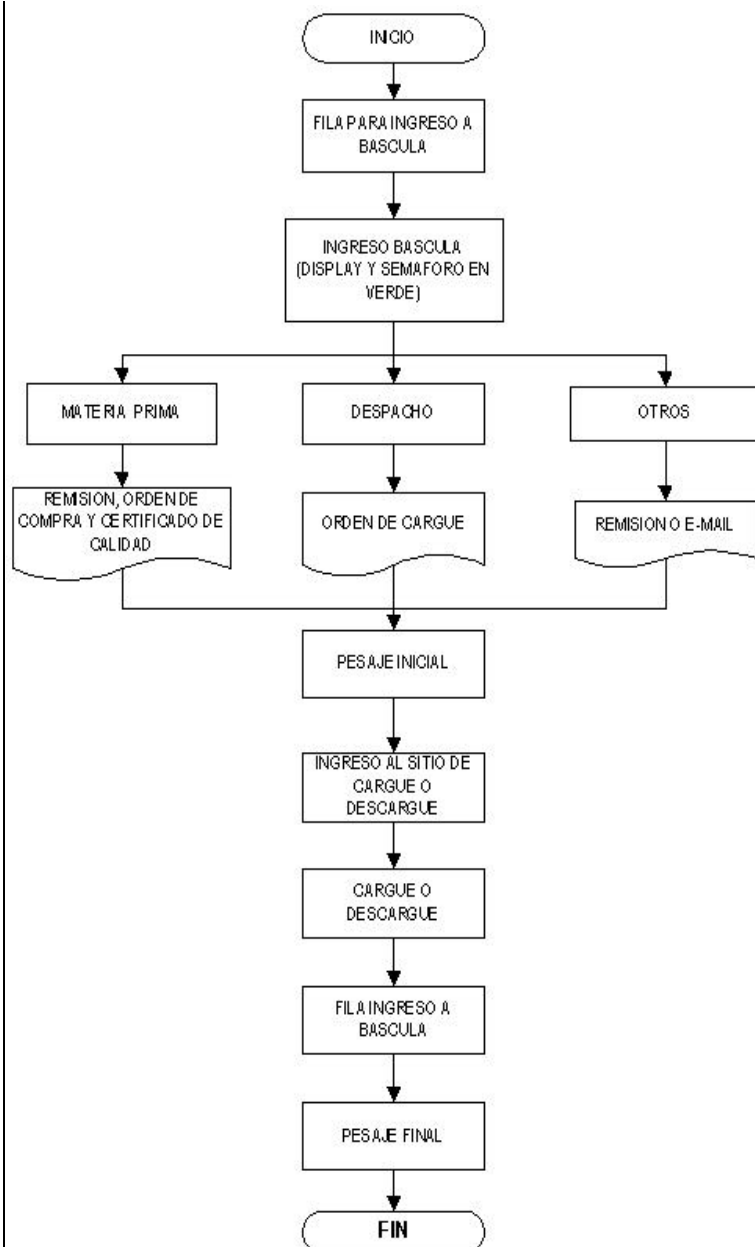 INICIO
FILA PARA INGRESO A
BASCULA
INGRESO BASCULA
(DISPLAY Y SEMAFORO EN
VERDE)
MATERIA PRIMA
DESPACHO
OTROS
REMISION, ORDEN DE
COMPRA Y CERTIFICADO DE
CALIDAD
ORDEN DE CARGUE
REMISION O E-MAIL
PESAJE INICIAL
INGRESO AL SITIO DE
CARGUE O
DESCARGUE
CARGUE O
DESCARGUE
FILA INGRESO A
BASCULA
PESAJE FINAL
FIN